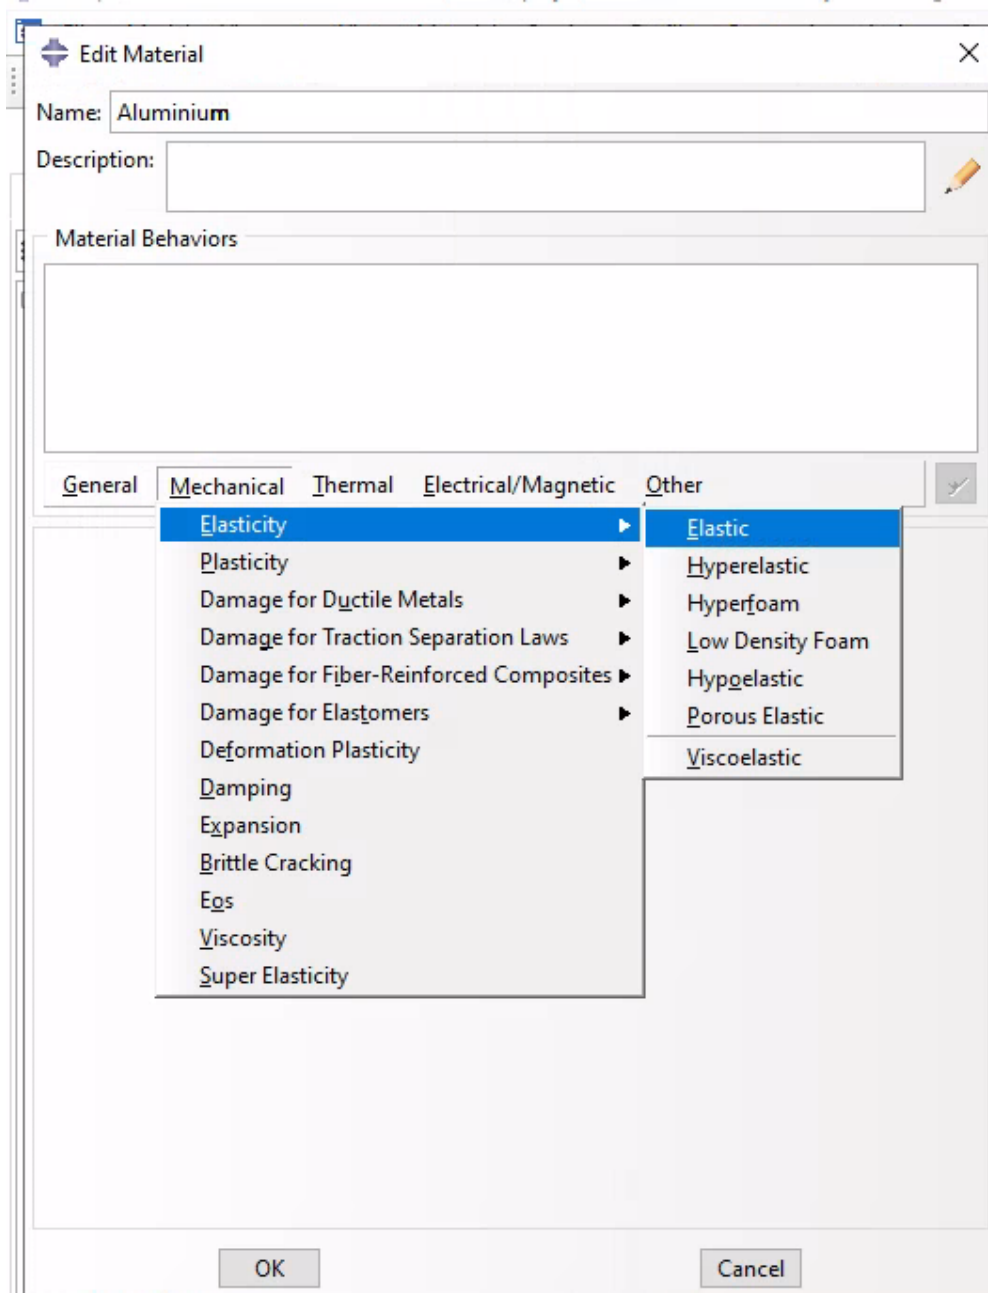 Edit Material
Name: Aluminium
Description:
Material Behaviors
General Mechanical Thermal Electrical/Magnetic Other
Elasticity
Plasticity
Damage for Ductile Metals
Damage for Traction Separation Laws
Damage for Fiber-Reinforced Composites
Damage for Elastomers
Deformation Plasticity
Damping
Expansion
Brittle Cracking
Eos
Viscosity
Super Elasticity
Elastic
Hyperelastic
Hyperfoam
Low Density Foam
Hypoelastic
Porous Elastic
Viscoelastic
OK Cancel